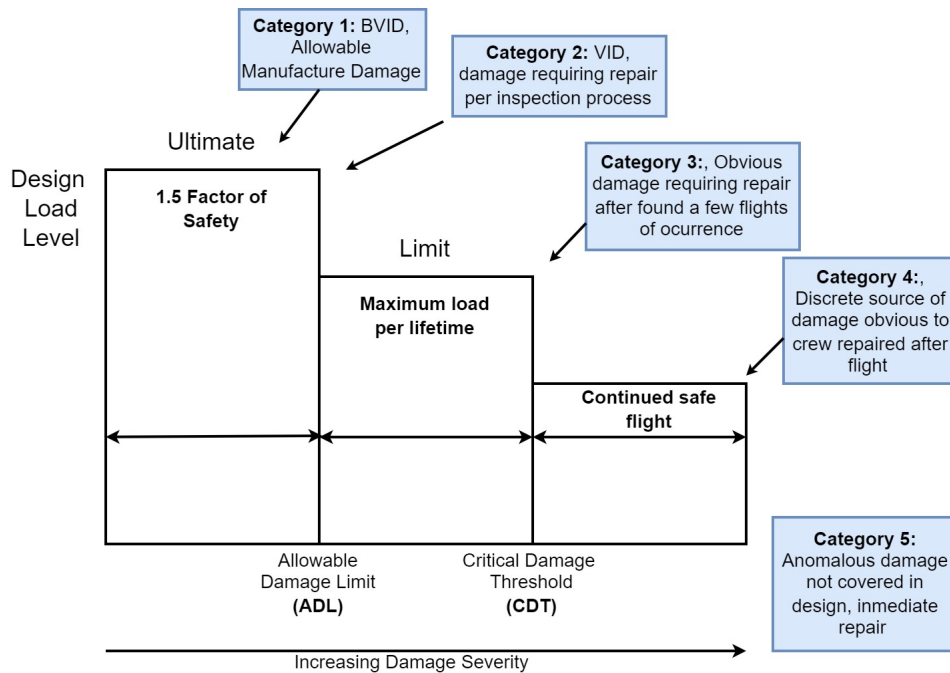 Category 1: BVID,
Allowable
Manufacture Damage
Category 2: VID,
damage requiring repair
per inspection process
Ultimate
Category 3:, Obvious
damage requiring repair
after found a few flights
of ocurrence
Design
Load
Level
1.5 Factor of
Safety
Limit
Category 4:,
Discrete source of
damage obvious to
crew repaired after
flight
Maximum load
per lifetime
Continued safe
flight
Category 5:
Anomalous damage
not covered in
design, inmediate
repair
Allowable
Damage Limit
(ADL)
Critical Damage
Threshold
(CDT)
Increasing Damage Severity